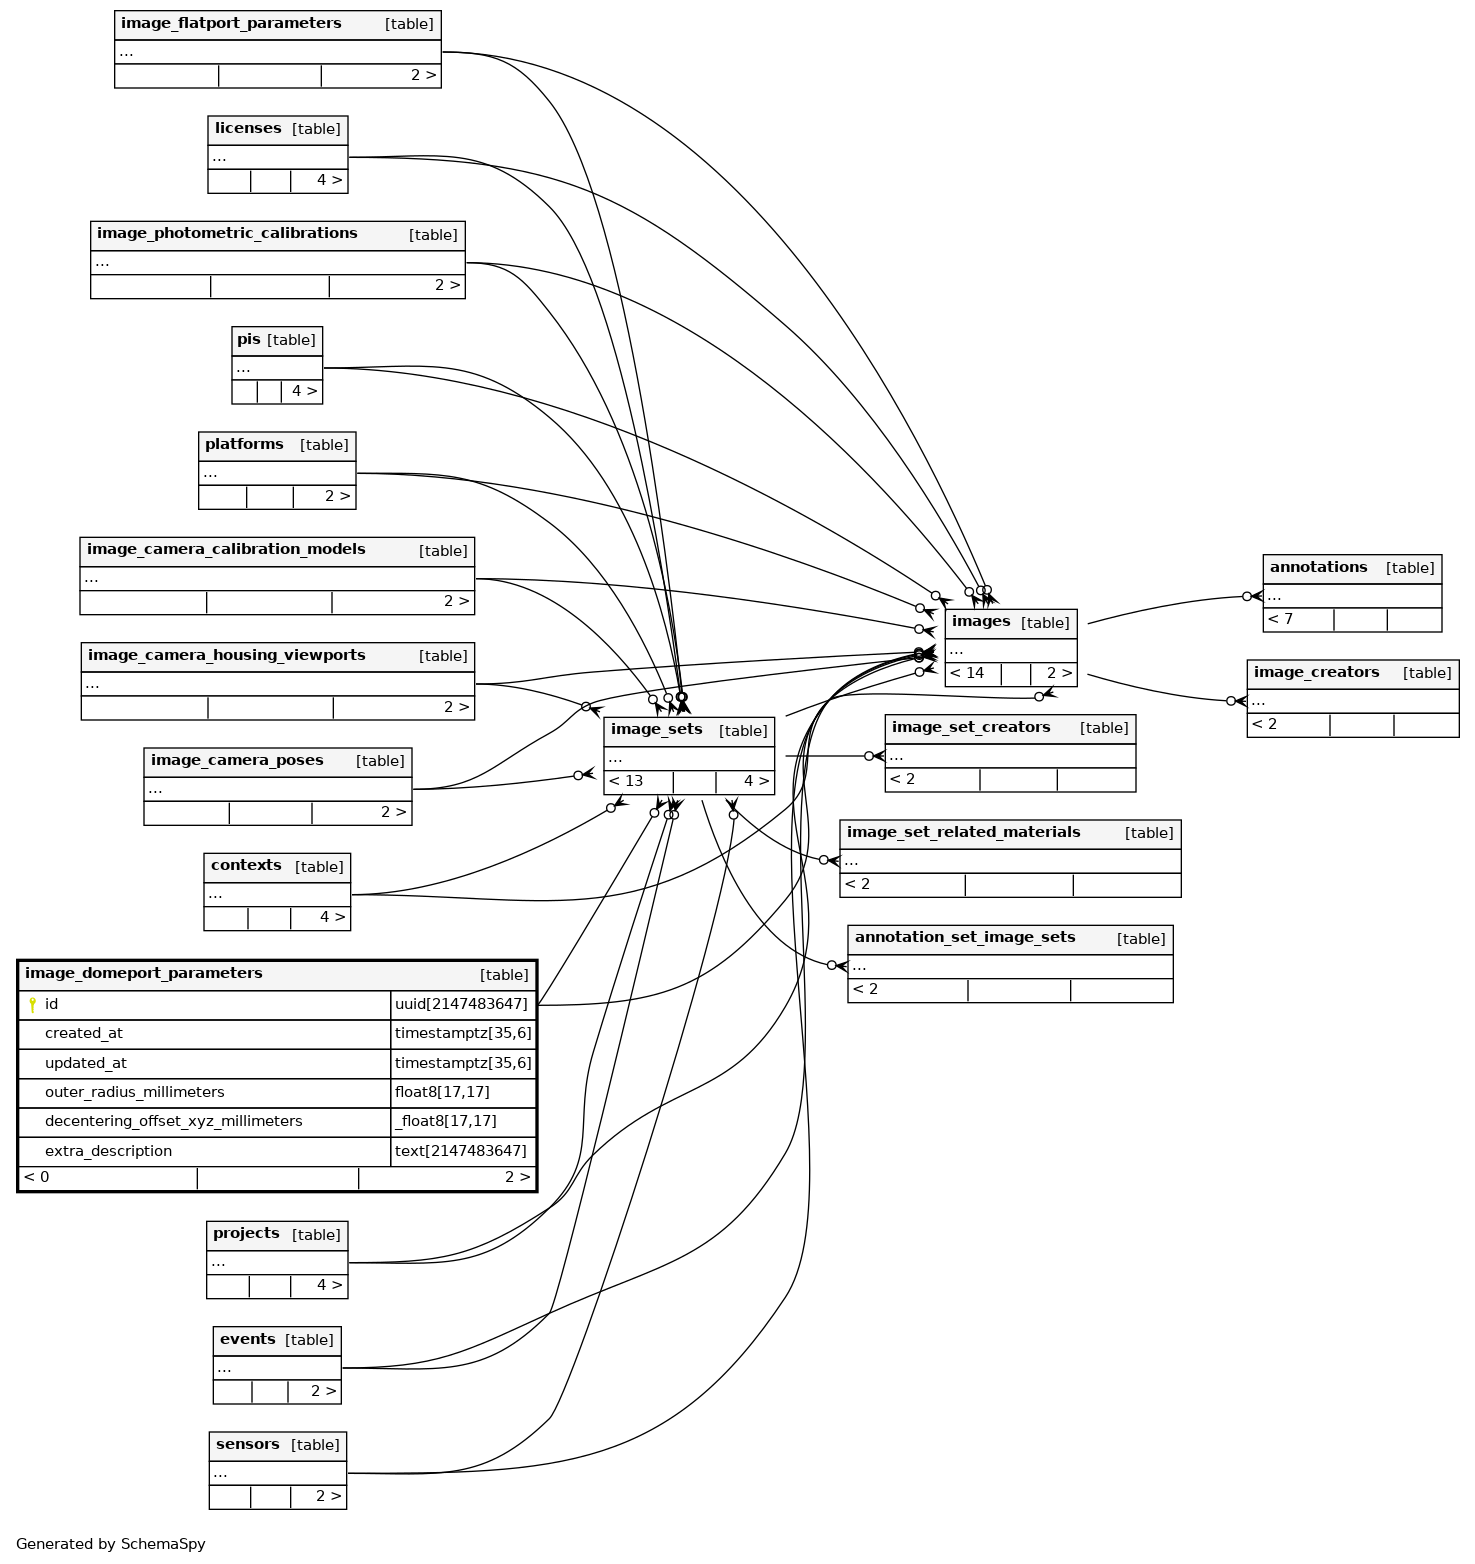 image_flatport_parameters [table]
...
2 >
licenses [table]
...
4 >
image_photometric_calibrations [table]
...
2 >
pis [table]
...
4 >
platforms [table]
...
2 >
image_camera_calibration_models [table]
...
2 >
image_camera_housing_viewports [table]
...
2 >
image_camera_poses [table]
...
2 >
contexts [table]
...
4 >
image_domeport_parameters [table]
id uuid[2147483647]
created_at timestamptz[35,6]
updated_at timestamptz[35,6]
outer_radius_millimeters float8[17,17]
decentering_offset_xyz_millimeters _float8[17,17]
extra_description text[2147483647]
< 0 2 >
projects [table]
...
4 >
events [table]
...
2 >
sensors [table]
...
2 >
image_sets [table]
...
< 13 4 >
images [table]
...
< 14 2 >
image_set_creators [table]
...
< 2
image_set_related_materials [table]
...
< 2
annotation_set_image_sets [table]
...
< 2
annotations [table]
...
< 7
image_creators [table]
...
< 2
Generated by SchemaSpy